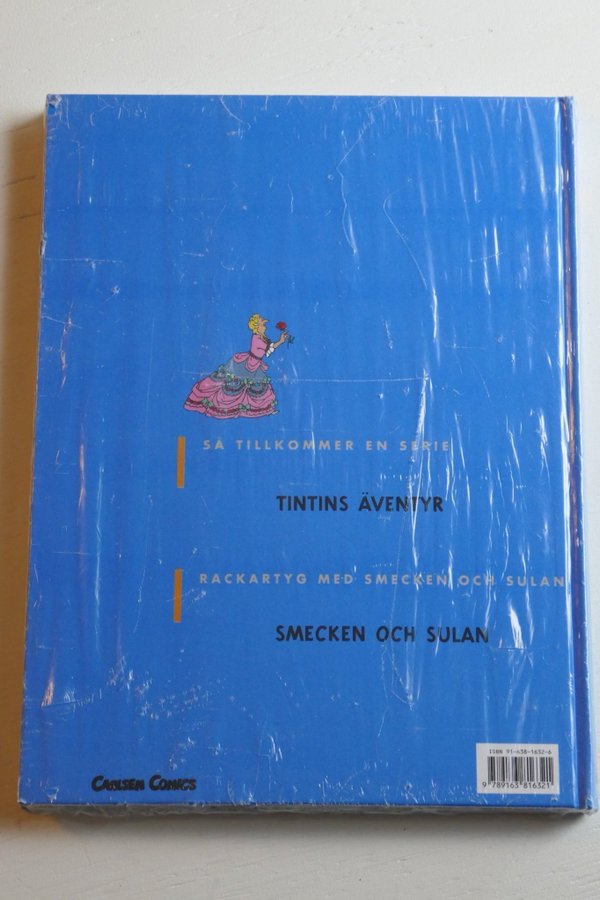 SÅ TILLKOMMER EN SERIE
TINTINS ÄVENTYR
RACKARTYG MED SMECKEN OCH SULAN
SMECKEN OCH SULAN
ISBN 91-638-1632-6
9 789163 816321
CARLSEN COMICS